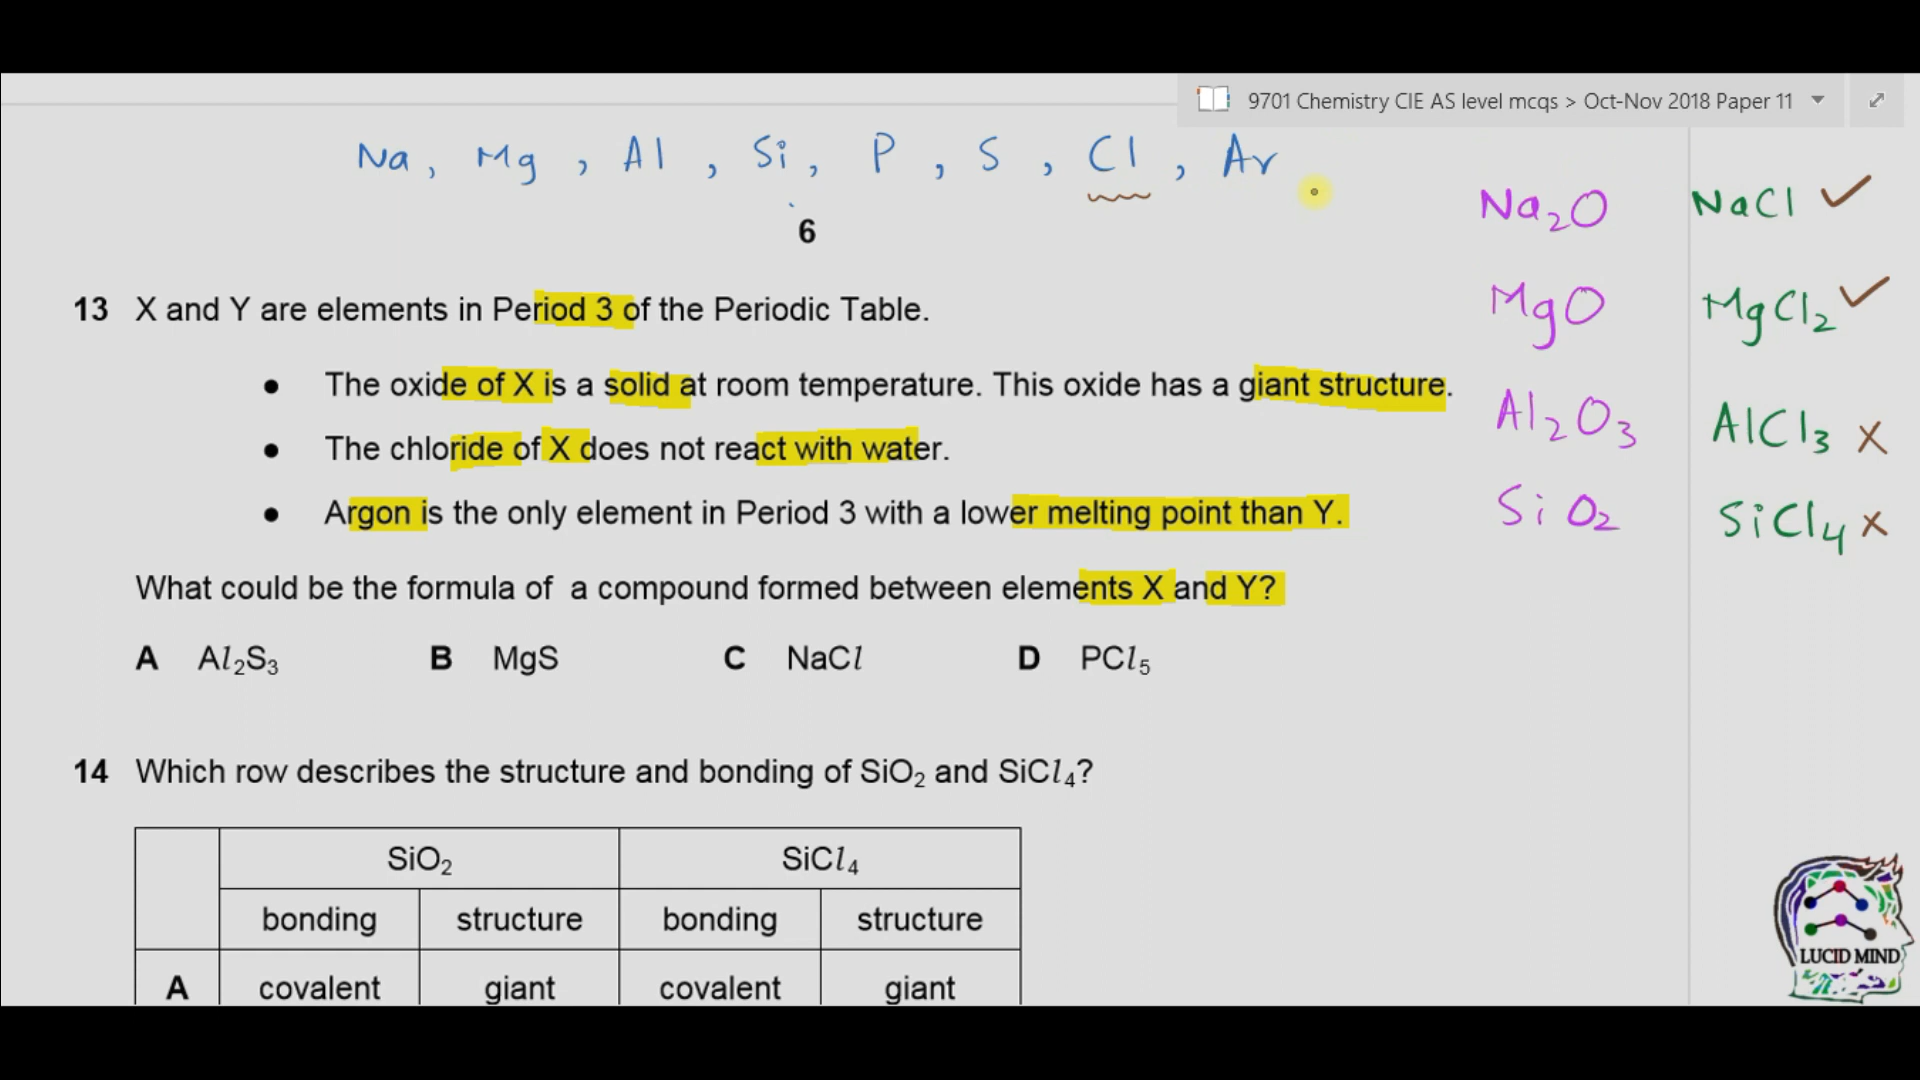 9701 Chemistry CIE AS level mcqs > Oct-Nov 2018 Paper 11
Na, Mg, Al, Si, P, S, Cl, Ar
6
Na₂O NaCl ✓
MgO MgCl₂ ✓
Al₂O₃ AlCl₃ ×
SiO₂ SiCl₄ ×
13 X and Y are elements in Period 3 of the Periodic Table.
● The oxide of X is a solid at room temperature. This oxide has a giant structure.
● The chloride of X does not react with water.
● Argon is the only element in Period 3 with a lower melting point than Y.
What could be the formula of a compound formed between elements X and Y?
A Al₂S₃ B MgS C NaCl D PCl₅
14 Which row describes the structure and bonding of SiO₂ and SiCl₄?
SiO₂ SiCl₄
bonding structure bonding structure
A covalent giant covalent giant
LUCID MIND